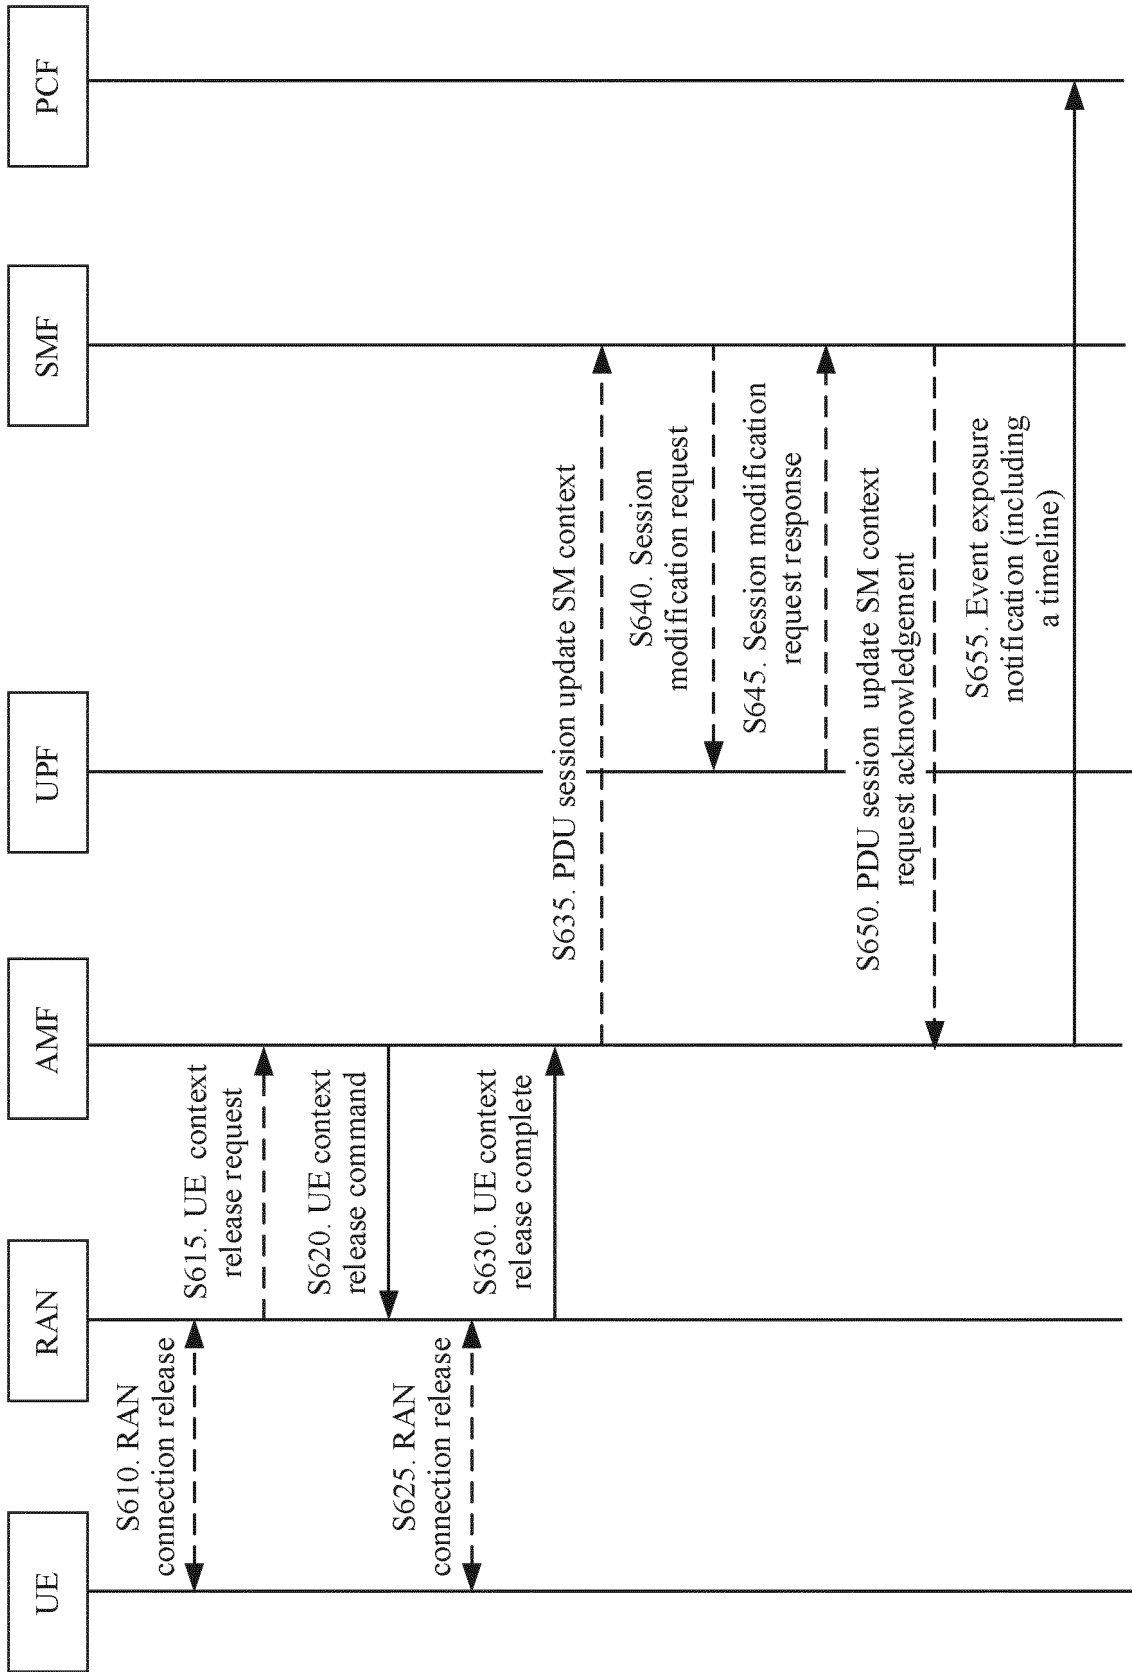 UE
RAN
AMF
UPF
SMF
PCF
S610. RAN
connection release
S615. UE context
release request
S620. UE context
release command
S625. RAN
connection release
S630. UE context
release complete
S635. PDU session update SM context
S640. Session
modification request
S645. Session modification
request response
S650. PDU session update SM context
request acknowledgement
S655. Event exposure
notification (including
a timeline)